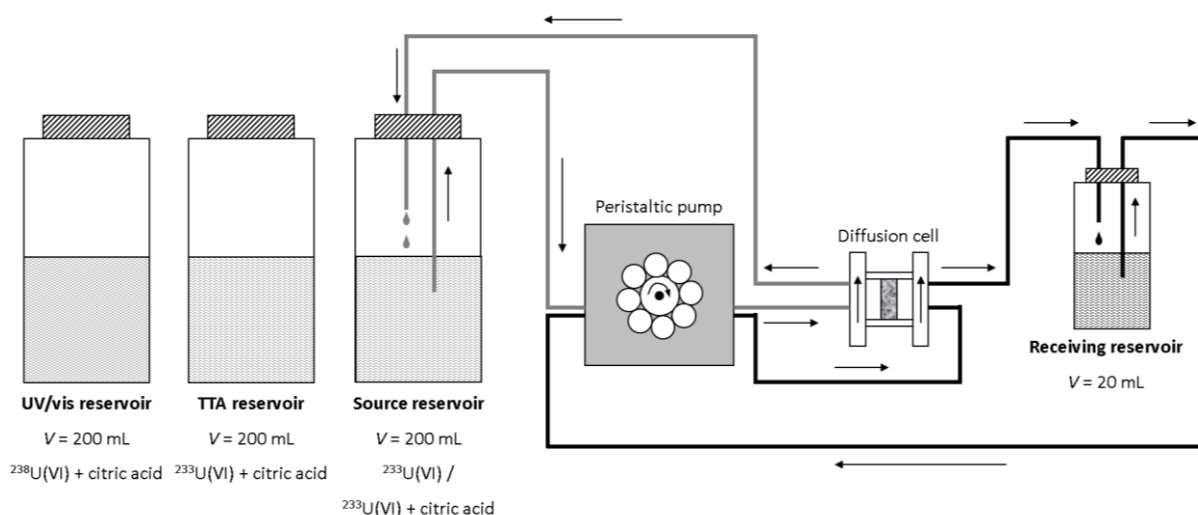 Peristaltic pump
Diffusion cell
UV/vis reservoir
V = 200 mL
²³⁸U(VI) + citric acid
TTA reservoir
V = 200 mL
²³³U(VI) + citric acid
Source reservoir
V = 200 mL
²³³U(VI) /
²³³U(VI) + citric acid
Receiving reservoir
V = 20 mL